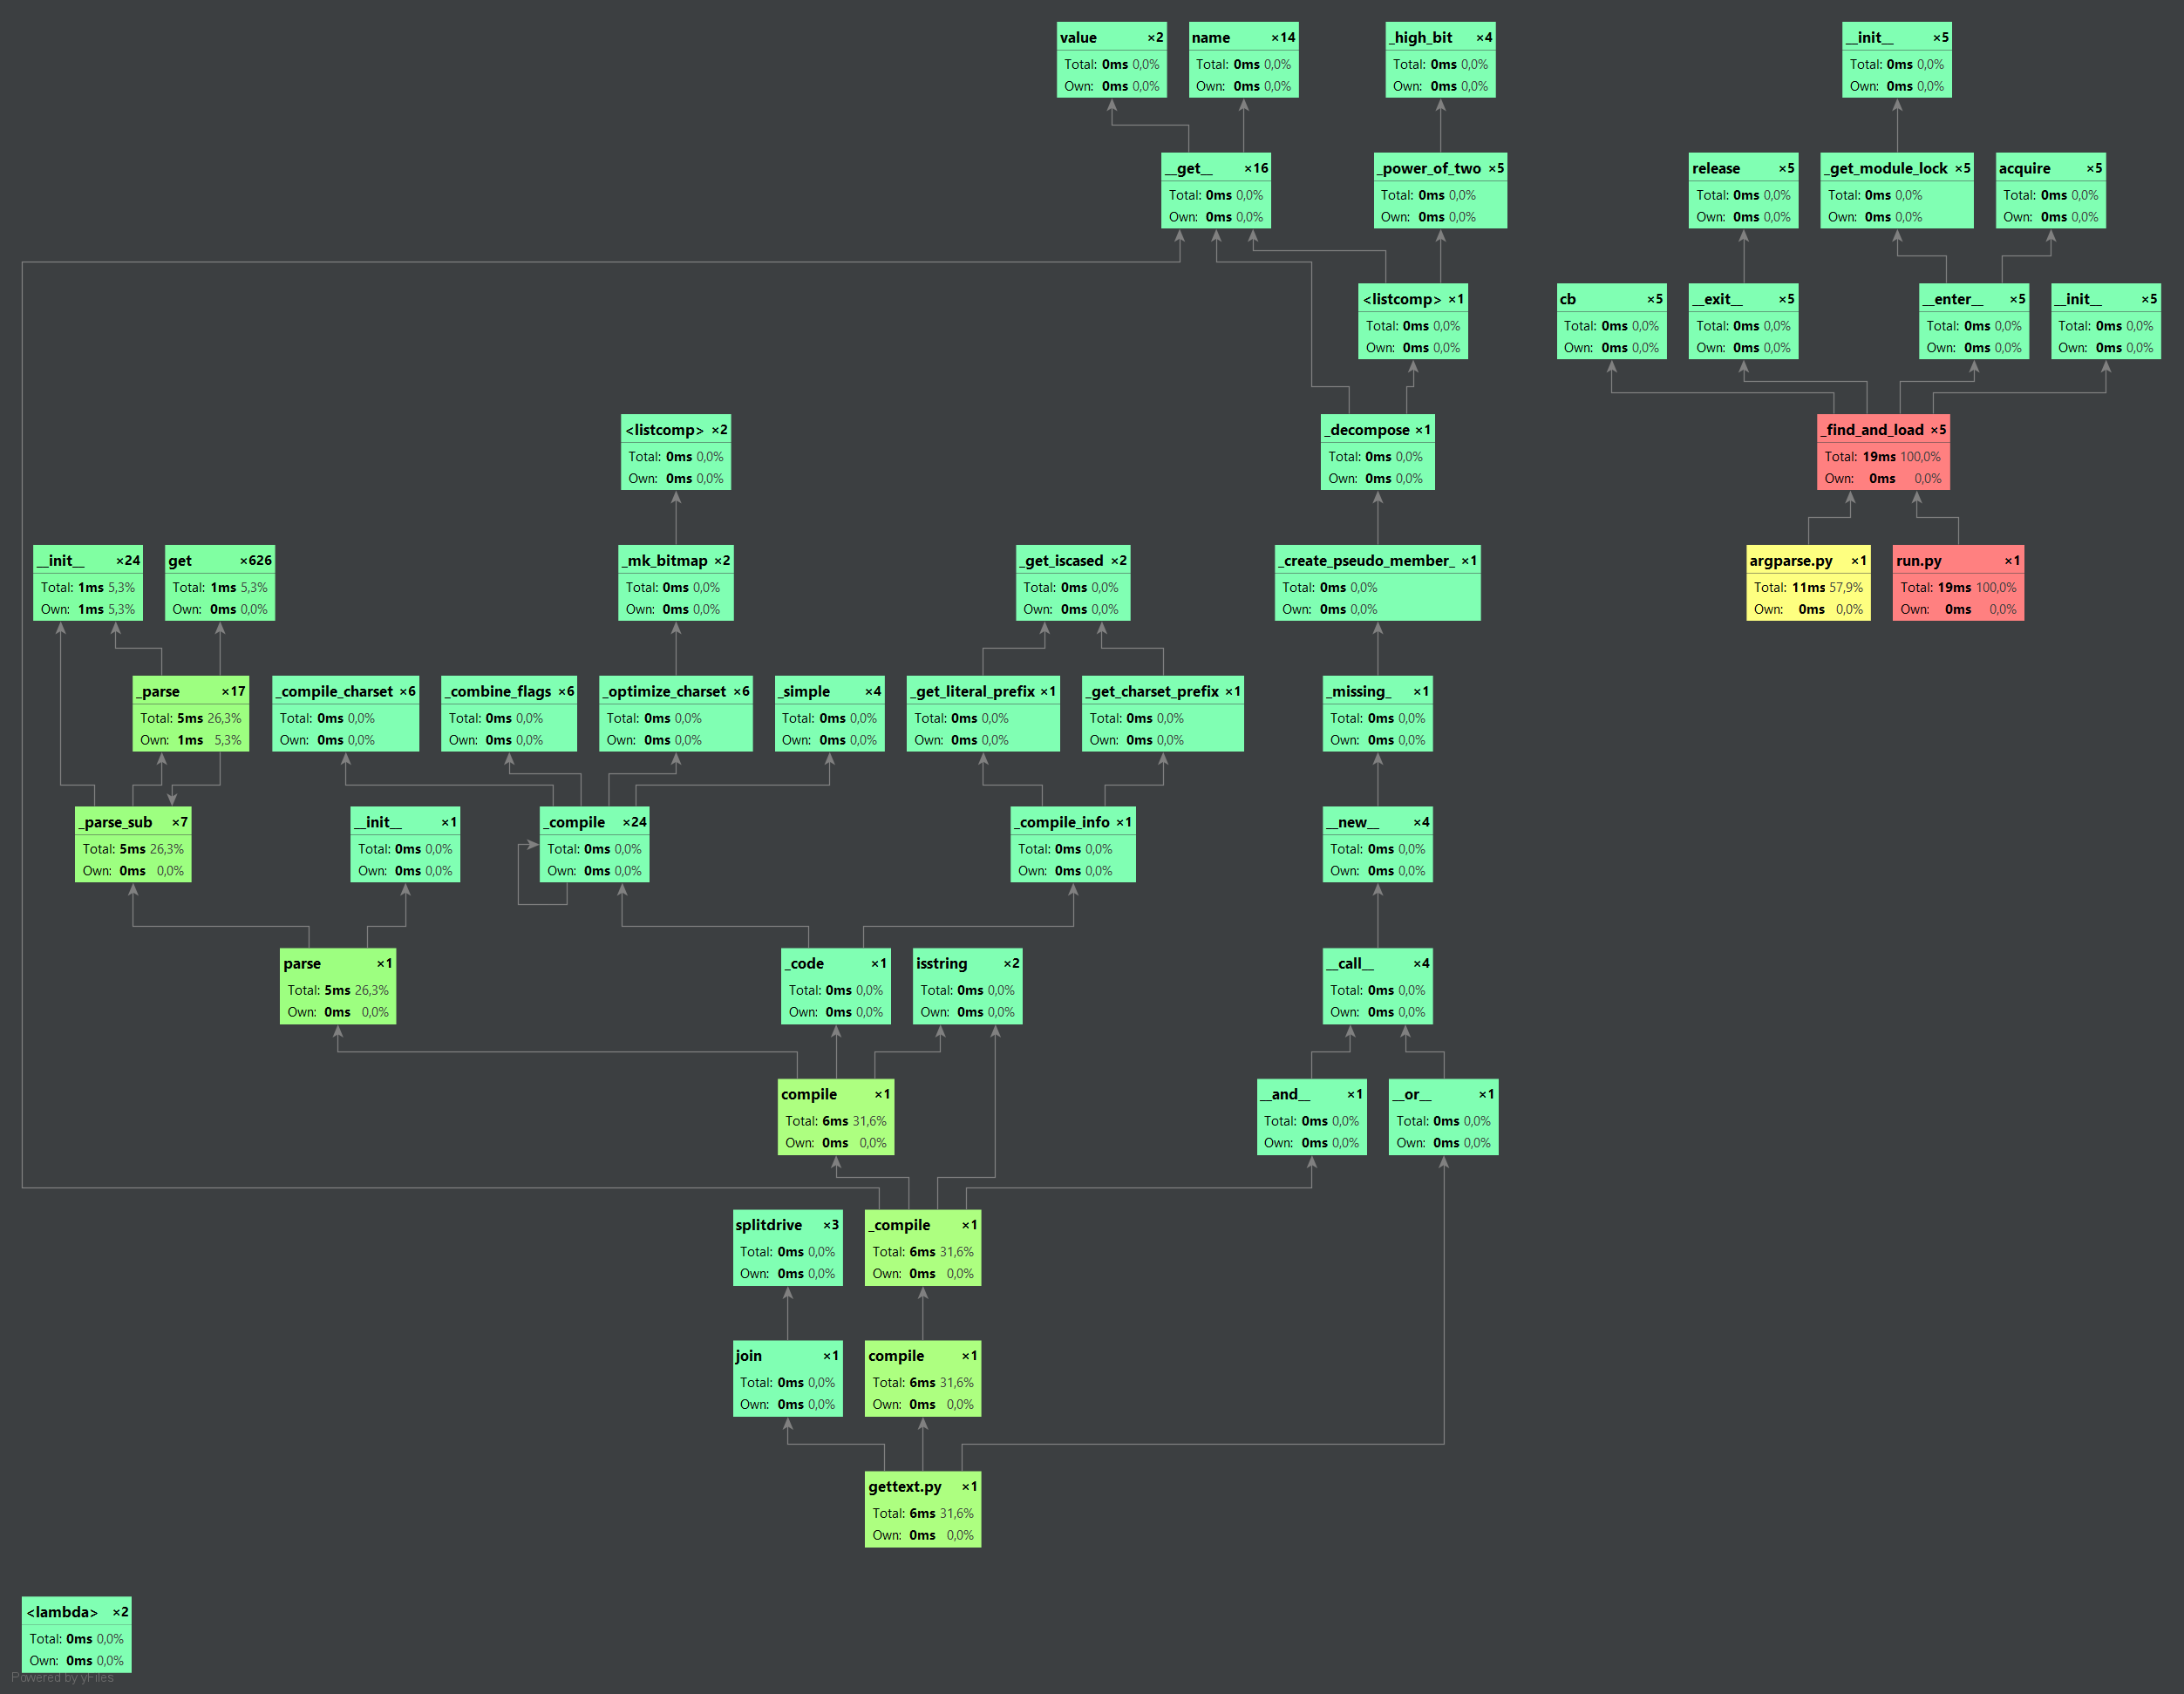 value ×2
Total: 0ms 0,0%
Own: 0ms 0,0%
name ×14
Total: 0ms 0,0%
Own: 0ms 0,0%
_high_bit ×4
Total: 0ms 0,0%
Own: 0ms 0,0%
__init__ ×5
Total: 0ms 0,0%
Own: 0ms 0,0%
__get__ ×16
Total: 0ms 0,0%
Own: 0ms 0,0%
_power_of_two ×5
Total: 0ms 0,0%
Own: 0ms 0,0%
release ×5
Total: 0ms 0,0%
Own: 0ms 0,0%
_get_module_lock ×5
Total: 0ms 0,0%
Own: 0ms 0,0%
acquire ×5
Total: 0ms 0,0%
Own: 0ms 0,0%
<listcomp> ×1
Total: 0ms 0,0%
Own: 0ms 0,0%
cb ×5
Total: 0ms 0,0%
Own: 0ms 0,0%
__exit__ ×5
Total: 0ms 0,0%
Own: 0ms 0,0%
__enter__ ×5
Total: 0ms 0,0%
Own: 0ms 0,0%
__init__ ×5
Total: 0ms 0,0%
Own: 0ms 0,0%
<listcomp> ×2
Total: 0ms 0,0%
Own: 0ms 0,0%
_decompose ×1
Total: 0ms 0,0%
Own: 0ms 0,0%
_find_and_load ×5
Total: 19ms 100,0%
Own: 0ms 0,0%
__init__ ×24
Total: 1ms 5,3%
Own: 1ms 5,3%
get ×626
Total: 1ms 5,3%
Own: 0ms 0,0%
_mk_bitmap ×2
Total: 0ms 0,0%
Own: 0ms 0,0%
_get_iscased ×2
Total: 0ms 0,0%
Own: 0ms 0,0%
_create_pseudo_member_ ×1
Total: 0ms 0,0%
Own: 0ms 0,0%
argparse.py ×1
Total: 11ms 57,9%
Own: 0ms 0,0%
run.py ×1
Total: 19ms 100,0%
Own: 0ms 0,0%
_parse ×17
Total: 5ms 26,3%
Own: 1ms 5,3%
_compile_charset ×6
Total: 0ms 0,0%
Own: 0ms 0,0%
_combine_flags ×6
Total: 0ms 0,0%
Own: 0ms 0,0%
_optimize_charset ×6
Total: 0ms 0,0%
Own: 0ms 0,0%
_simple ×4
Total: 0ms 0,0%
Own: 0ms 0,0%
_get_literal_prefix ×1
Total: 0ms 0,0%
Own: 0ms 0,0%
_get_charset_prefix ×1
Total: 0ms 0,0%
Own: 0ms 0,0%
_missing_ ×1
Total: 0ms 0,0%
Own: 0ms 0,0%
_parse_sub ×7
Total: 5ms 26,3%
Own: 0ms 0,0%
__init__ ×1
Total: 0ms 0,0%
Own: 0ms 0,0%
_compile ×24
Total: 0ms 0,0%
Own: 0ms 0,0%
_compile_info ×1
Total: 0ms 0,0%
Own: 0ms 0,0%
__new__ ×4
Total: 0ms 0,0%
Own: 0ms 0,0%
parse ×1
Total: 5ms 26,3%
Own: 0ms 0,0%
_code ×1
Total: 0ms 0,0%
Own: 0ms 0,0%
isstring ×2
Total: 0ms 0,0%
Own: 0ms 0,0%
__call__ ×4
Total: 0ms 0,0%
Own: 0ms 0,0%
compile ×1
Total: 6ms 31,6%
Own: 0ms 0,0%
__and__ ×1
Total: 0ms 0,0%
Own: 0ms 0,0%
__or__ ×1
Total: 0ms 0,0%
Own: 0ms 0,0%
splitdrive ×3
Total: 0ms 0,0%
Own: 0ms 0,0%
_compile ×1
Total: 6ms 31,6%
Own: 0ms 0,0%
join ×1
Total: 0ms 0,0%
Own: 0ms 0,0%
compile ×1
Total: 6ms 31,6%
Own: 0ms 0,0%
gettext.py ×1
Total: 6ms 31,6%
Own: 0ms 0,0%
<lambda> ×2
Total: 0ms 0,0%
Own: 0ms 0,0%
Powered by yFiles